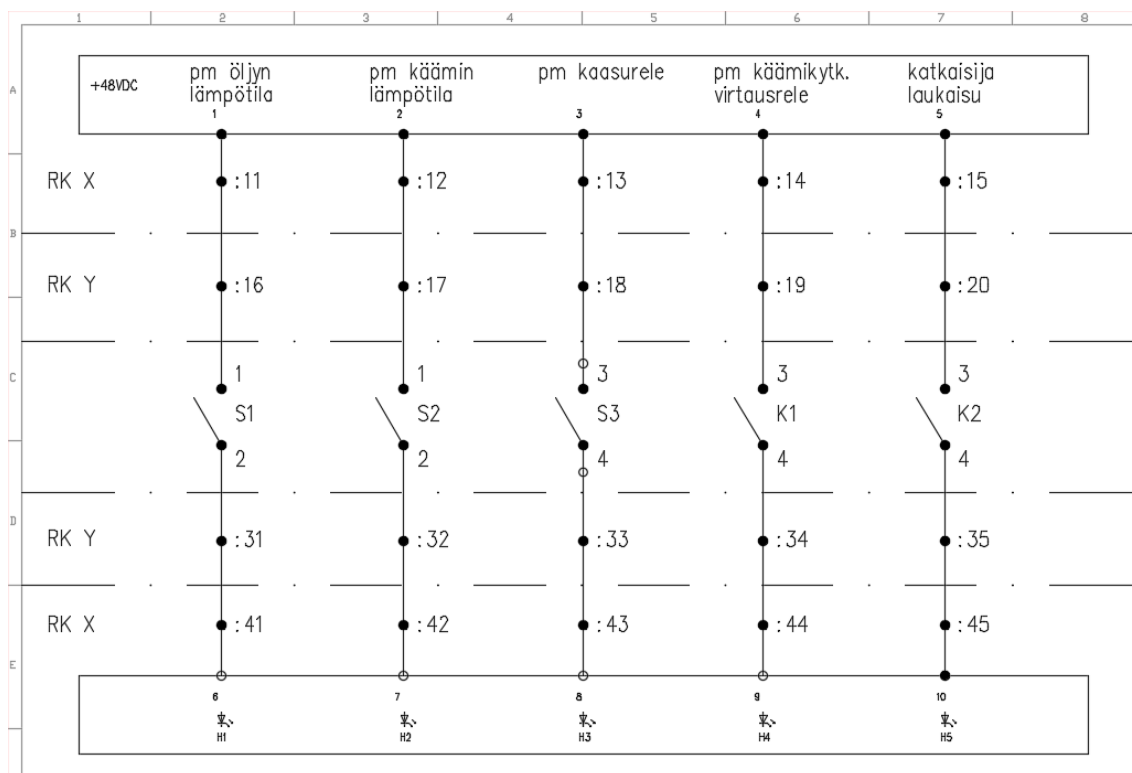 1 2 3 4 5 6 7 8
A
+48VDC
pm öljyn
lämpötila
1
pm käämin
lämpötila
2
pm kaasurele
3
pm käämikytk.
virtausrele
4
katkaisija
laukaisu
5
RK X :11 :12 :13 :14 :15
B
RK Y :16 :17 :18 :19 :20
C
1 1 3 3 3
S1 S2 S3 K1 K2
2 2 4 4 4
D
RK Y :31 :32 :33 :34 :35
RK X :41 :42 :43 :44 :45
E
6 7 8 9 10
H1 H2 H3 H4 H5